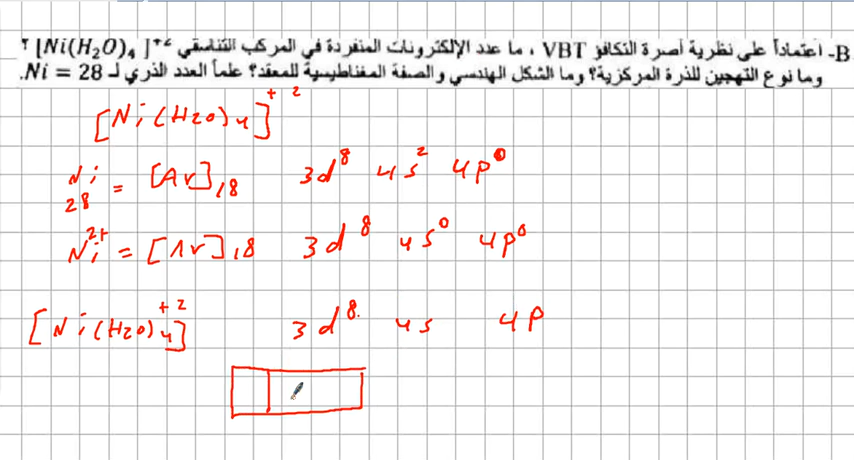 B- اعتماداً على نظرية أصرة التكافؤ VBT ، ما عدد الإلكترونات المنفردة في المركب التناسقي [Ni(H₂O)₄]⁺² ؟
وما نوع التهجين للذرة المركزية؟ وما الشكل الهندسي والصفة المغناطيسية للمعقد؟ علماً العدد الذري لـ Ni = 28.
[Ni(H₂O)₄]⁺²
₂₈Ni = [Ar]₁₈ 3d⁸ 4s² 4p⁰
Ni²⁺ = [Ar]₁₈ 3d⁸ 4s⁰ 4p⁰
[Ni(H₂O)₄]⁺² 3d⁸ 4s 4p